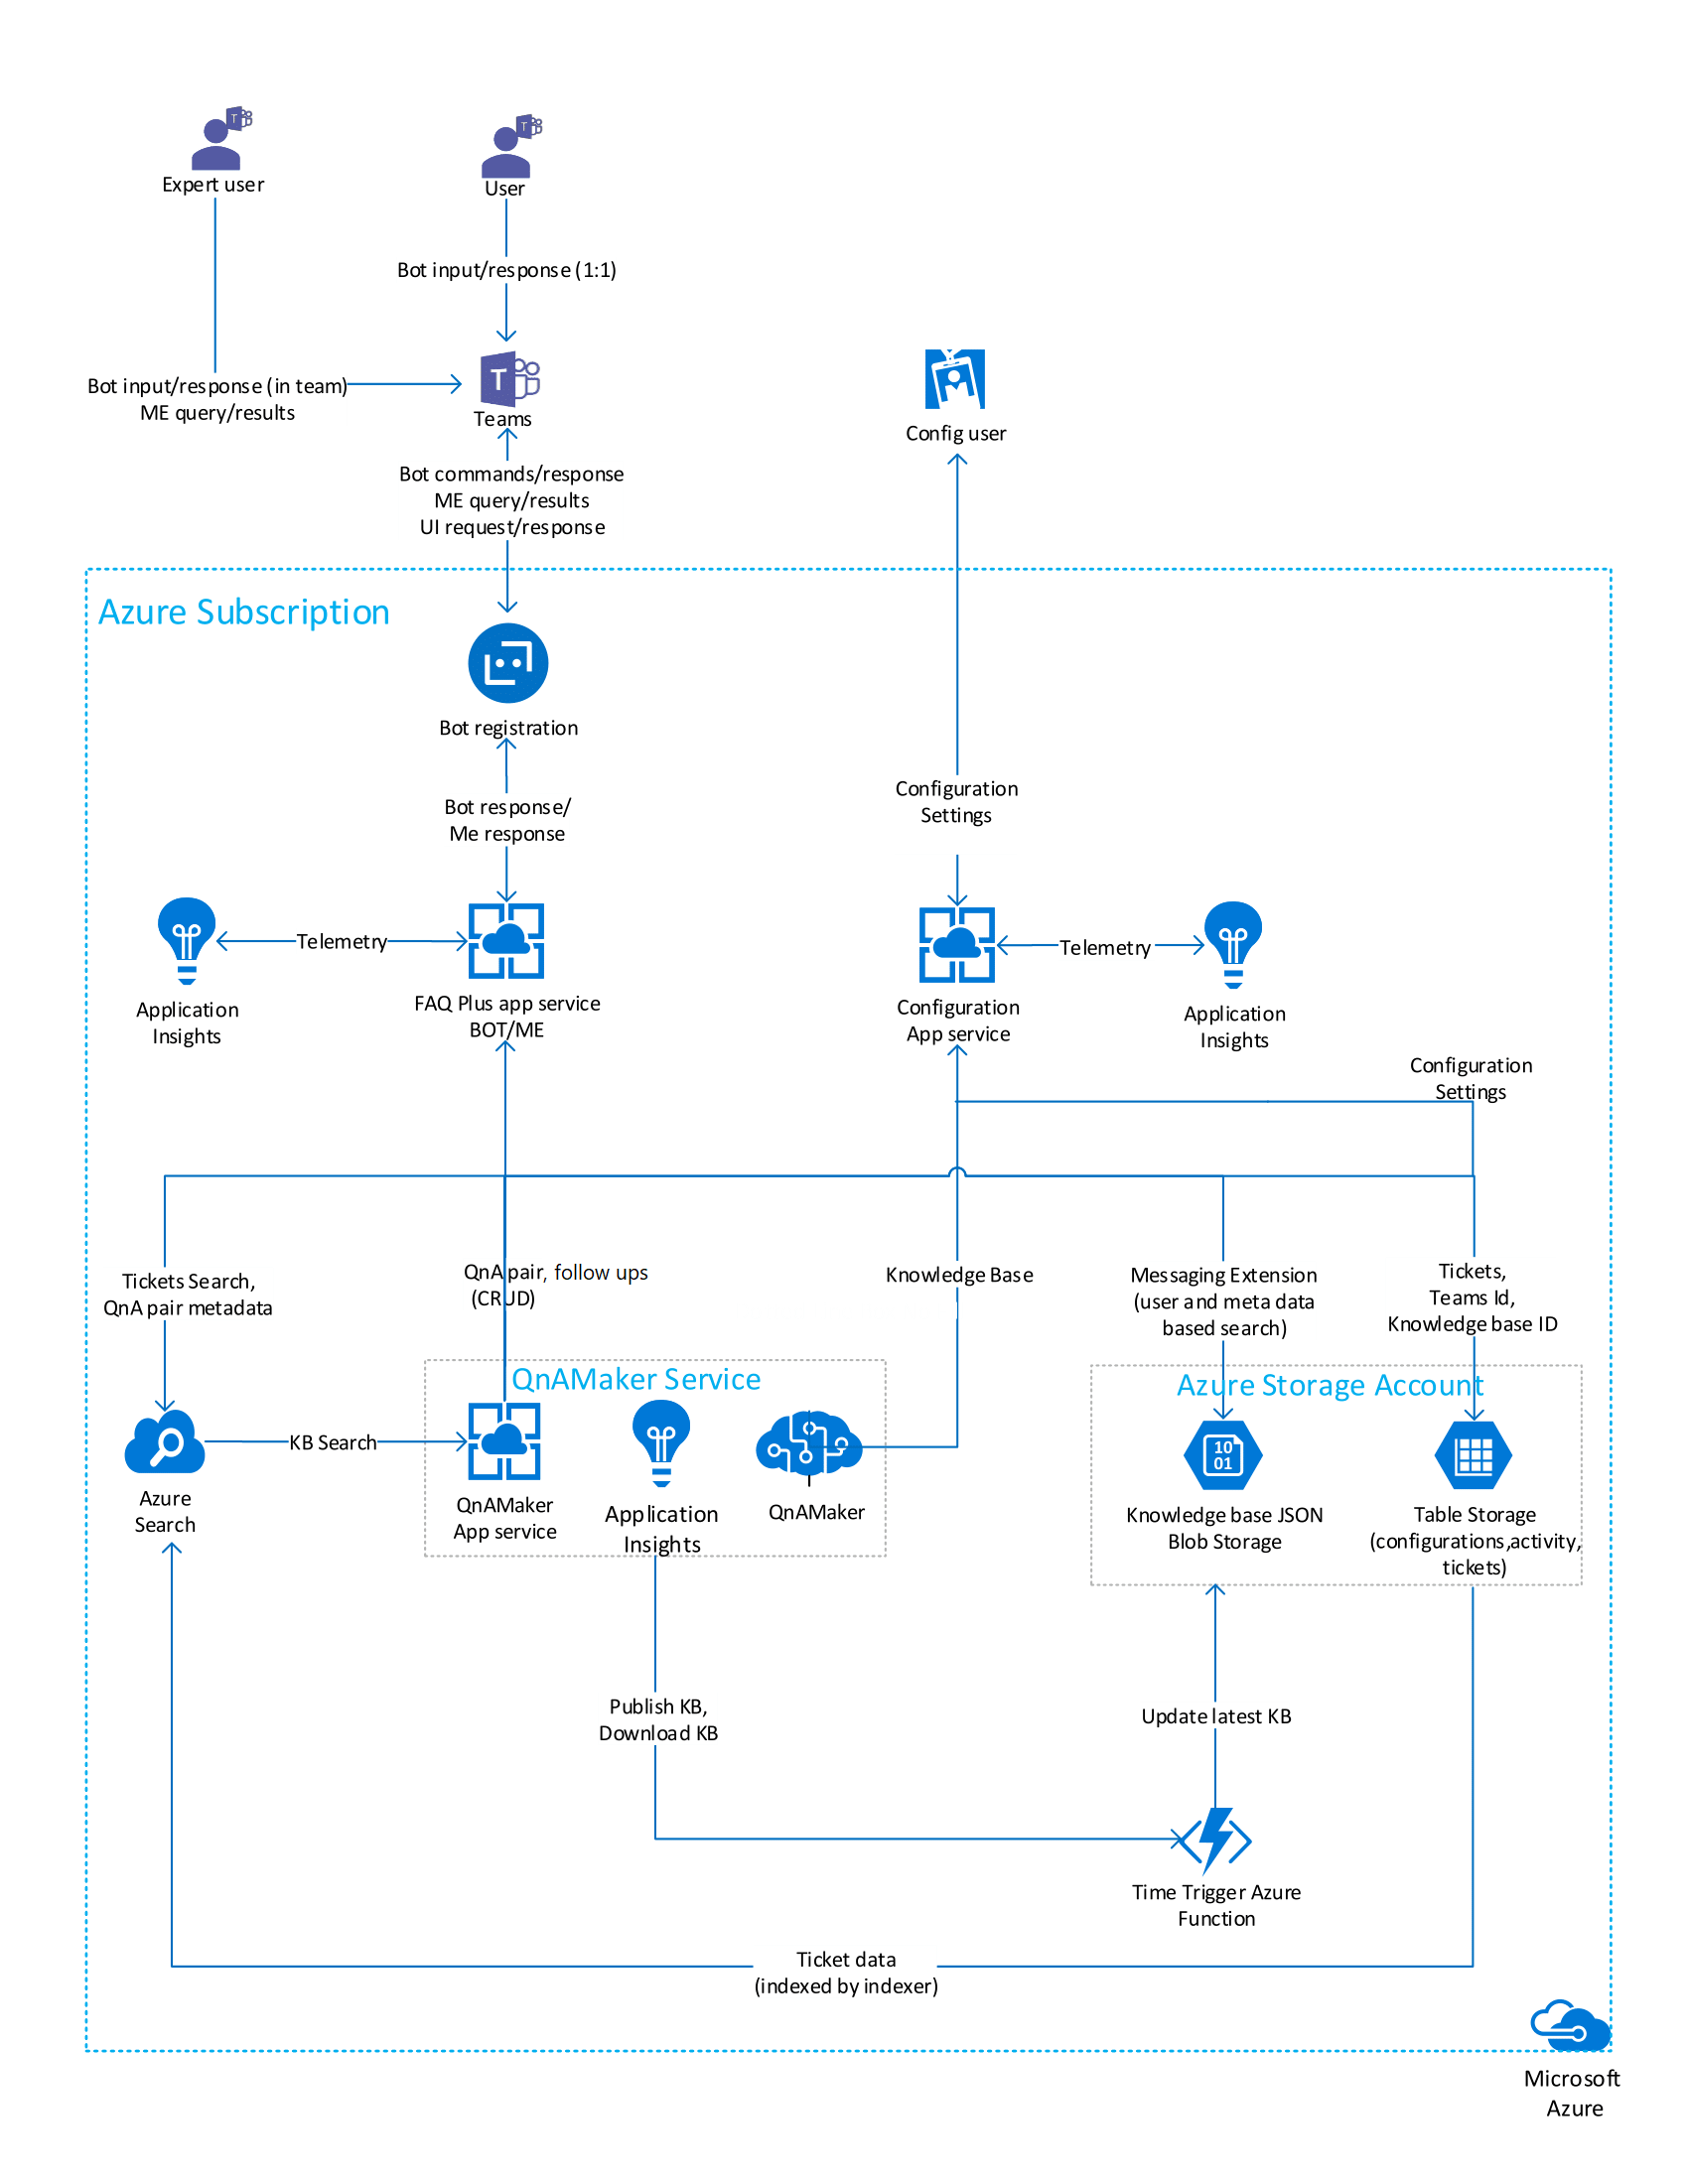 Expert user
User
Bot input/response (1:1)
Bot input/response (in team)
ME query/results
T
Teams
Config user
Bot commands/response
ME query/results
UI request/response
Azure Subscription
Bot registration
Configuration
Settings
Bot response/
Me response
Telemetry
Telemetry
Application
Insights
FAQ Plus app service
BOT/ME
Configuration
App service
Application
Insights
Configuration
Settings
Tickets Search,
QnA pair metadata
QnA pair, follow ups
(CRUD)
Knowledge Base
Messaging Extension
(user and meta data
based search)
Tickets,
Teams Id,
Knowledge base ID
QnAMaker Service
Azure Storage Account
KB Search
10
01
Azure
Search
QnAMaker
App service
Application
Insights
QnAMaker
Knowledge base JSON
Blob Storage
Table Storage
(configurations,activity,
tickets)
Publish KB,
Download KB
Update latest KB
Time Trigger Azure
Function
Ticket data
(indexed by indexer)
Microsoft
Azure